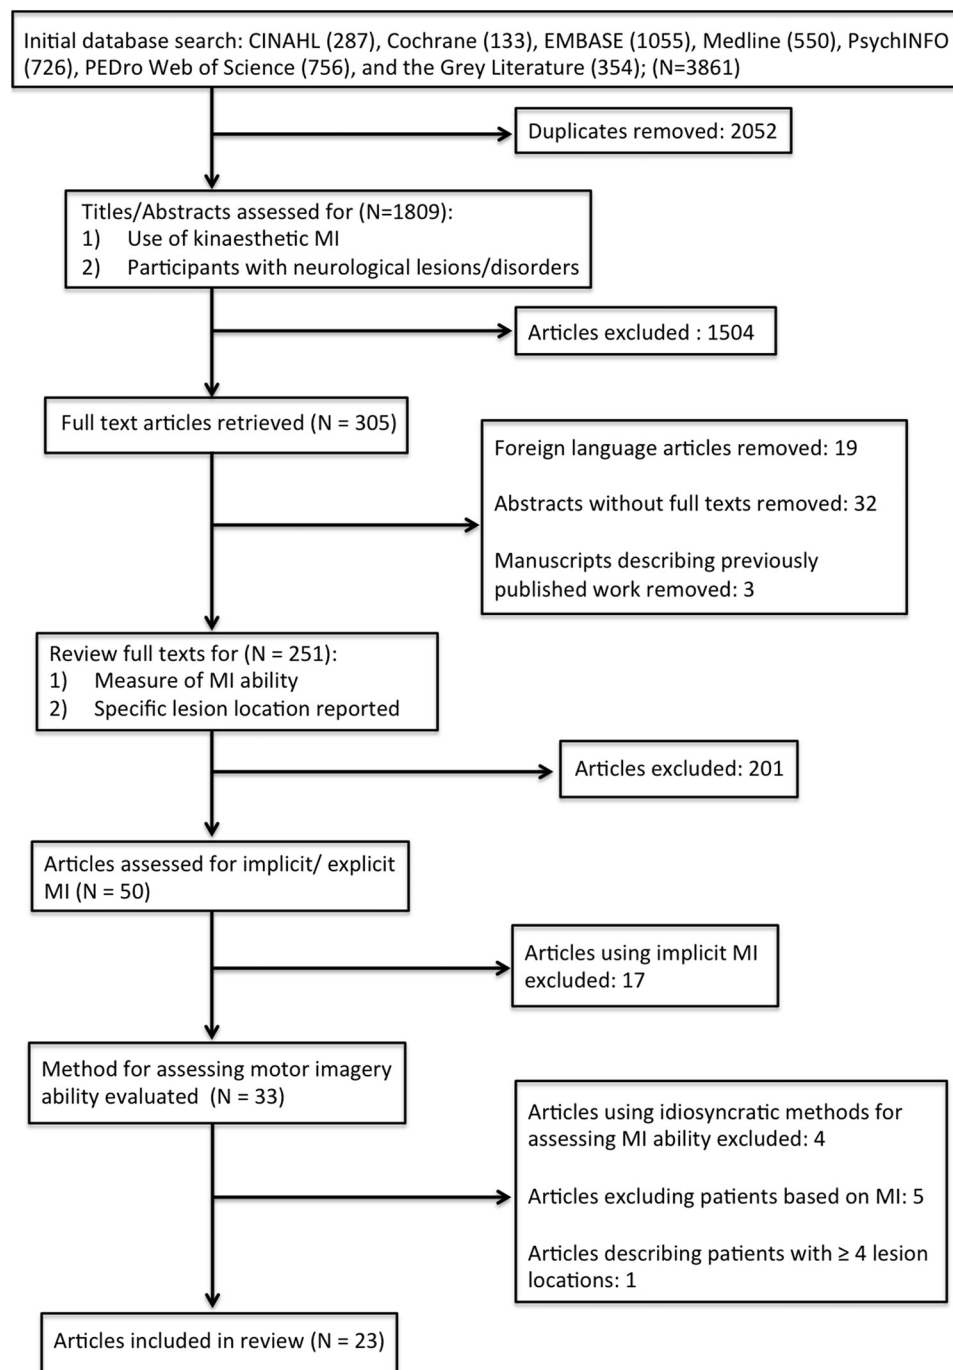 Initial database search: CINAHL (287), Cochrane (133), EMBASE (1055), Medline (550), PsychINFO
(726), PEDro Web of Science (756), and the Grey Literature (354); (N=3861)
Duplicates removed: 2052
Titles/Abstracts assessed for (N=1809):
1) Use of kinaesthetic MI
2) Participants with neurological lesions/disorders
Articles excluded : 1504
Full text articles retrieved (N = 305)
Foreign language articles removed: 19
Abstracts without full texts removed: 32
Manuscripts describing previously
published work removed: 3
Review full texts for (N = 251):
1) Measure of MI ability
2) Specific lesion location reported
Articles excluded: 201
Articles assessed for implicit/ explicit
MI (N = 50)
Articles using implicit MI
excluded: 17
Method for assessing motor imagery
ability evaluated (N = 33)
Articles using idiosyncratic methods for
assessing MI ability excluded: 4
Articles excluding patients based on MI: 5
Articles describing patients with ≥ 4 lesion
locations: 1
Articles included in review (N = 23)